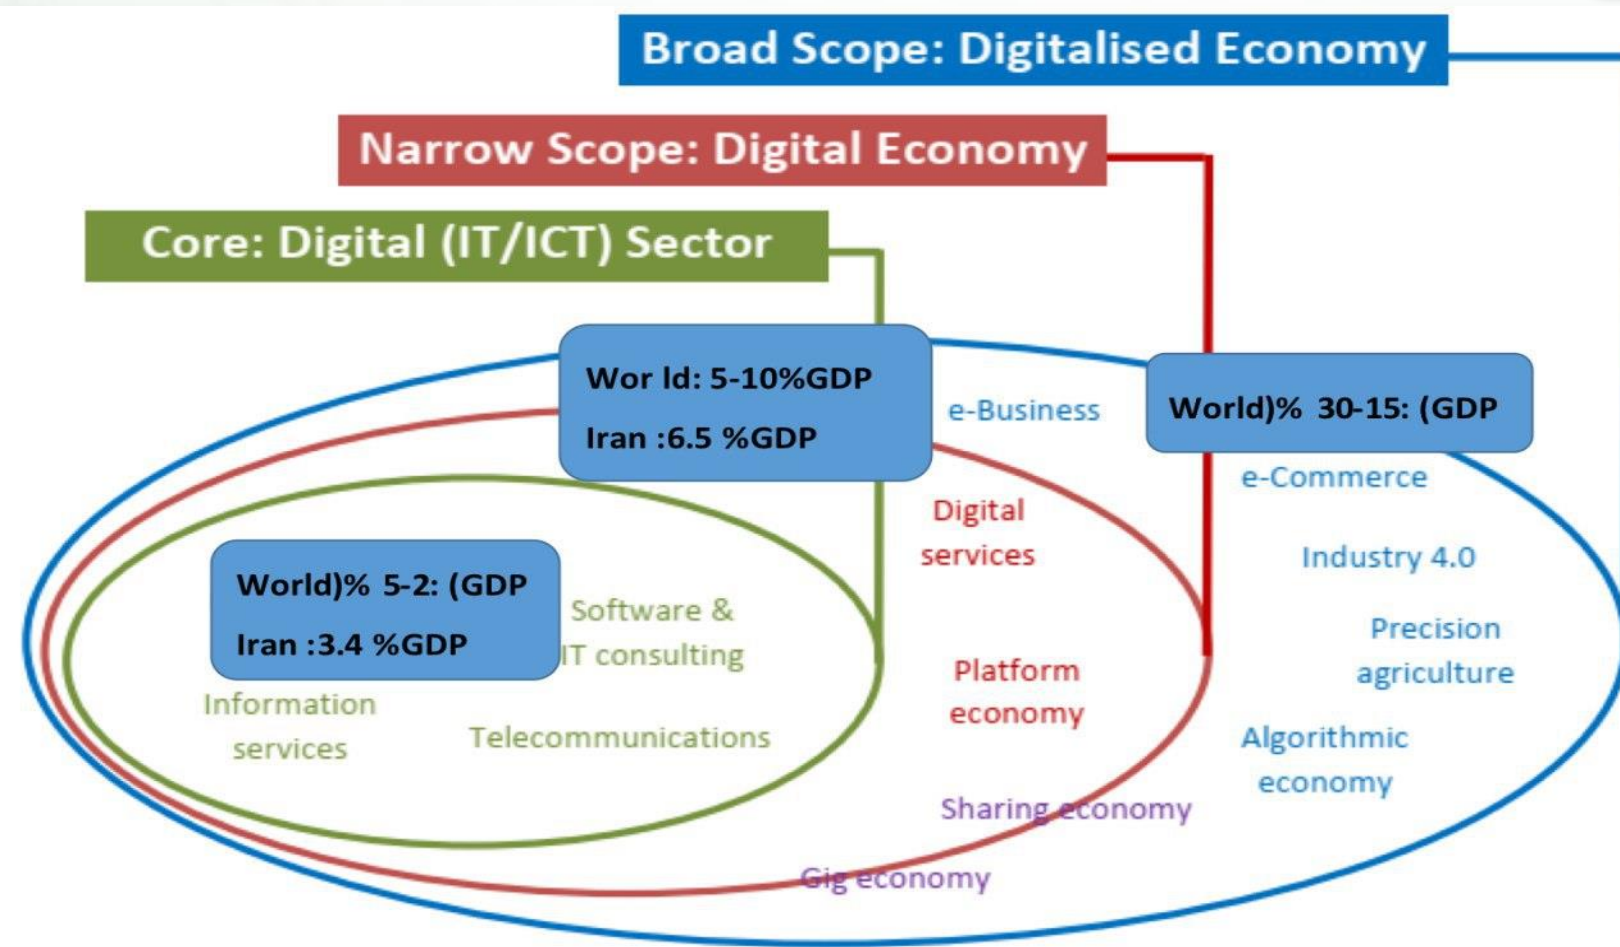 Broad Scope: Digitalised Economy
Narrow Scope: Digital Economy
Core: Digital (IT/ICT) Sector
Wor ld: 5-10%GDP
Iran :6.5 %GDP
e-Business
World)% 30-15: (GDP
e-Commerce
Digital
services
Industry 4.0
World)% 5-2: (GDP
Iran :3.4 %GDP
Software &
IT consulting
Precision
agriculture
Platform
economy
Information
services
Telecommunications
Algorithmic
economy
Sharing economy
Gig economy